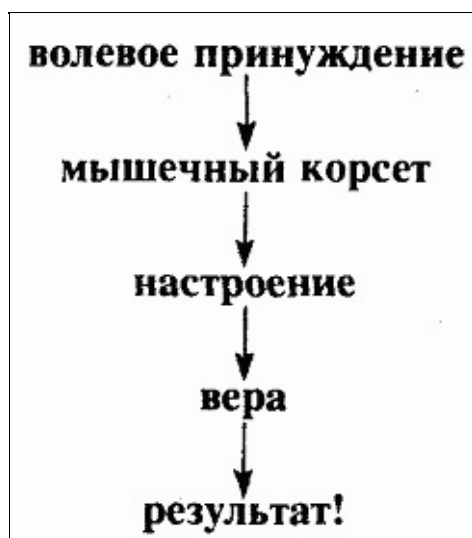 волевое принуждение
мышечный корсет
настроение
вера
результат!